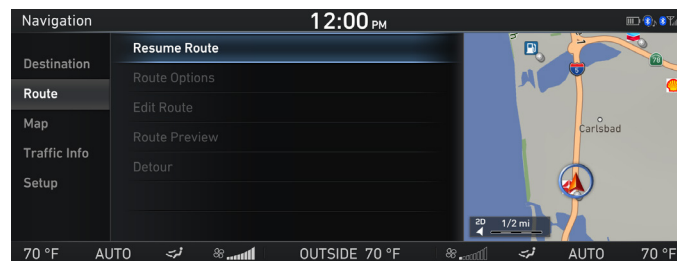 Navigation 12:00 PM
Destination
Route
Map
Traffic Info
Setup
Resume Route
Route Options
Edit Route
Route Preview
Detour
78
5
Carlsbad
2D 1/2 mi
70 °F AUTO OUTSIDE 70 °F AUTO 70 °F